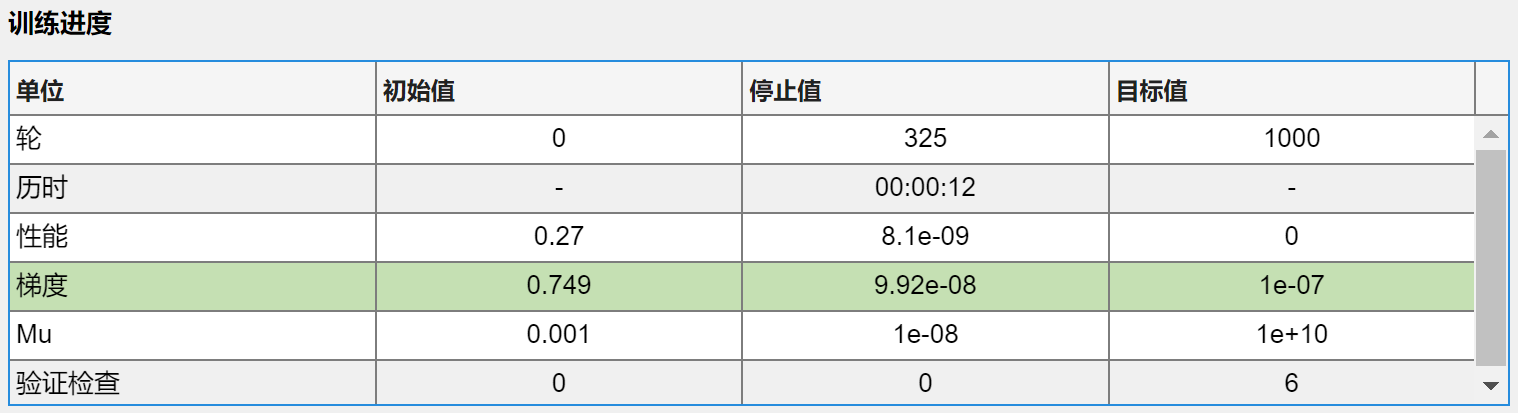 训练进度
单位 初始值 停止值 目标值
轮 0 325 1000
历时 - 00:00:12 -
性能 0.27 8.1e-09 0
梯度 0.749 9.92e-08 1e-07
Mu 0.001 1e-08 1e+10
验证检查 0 0 6